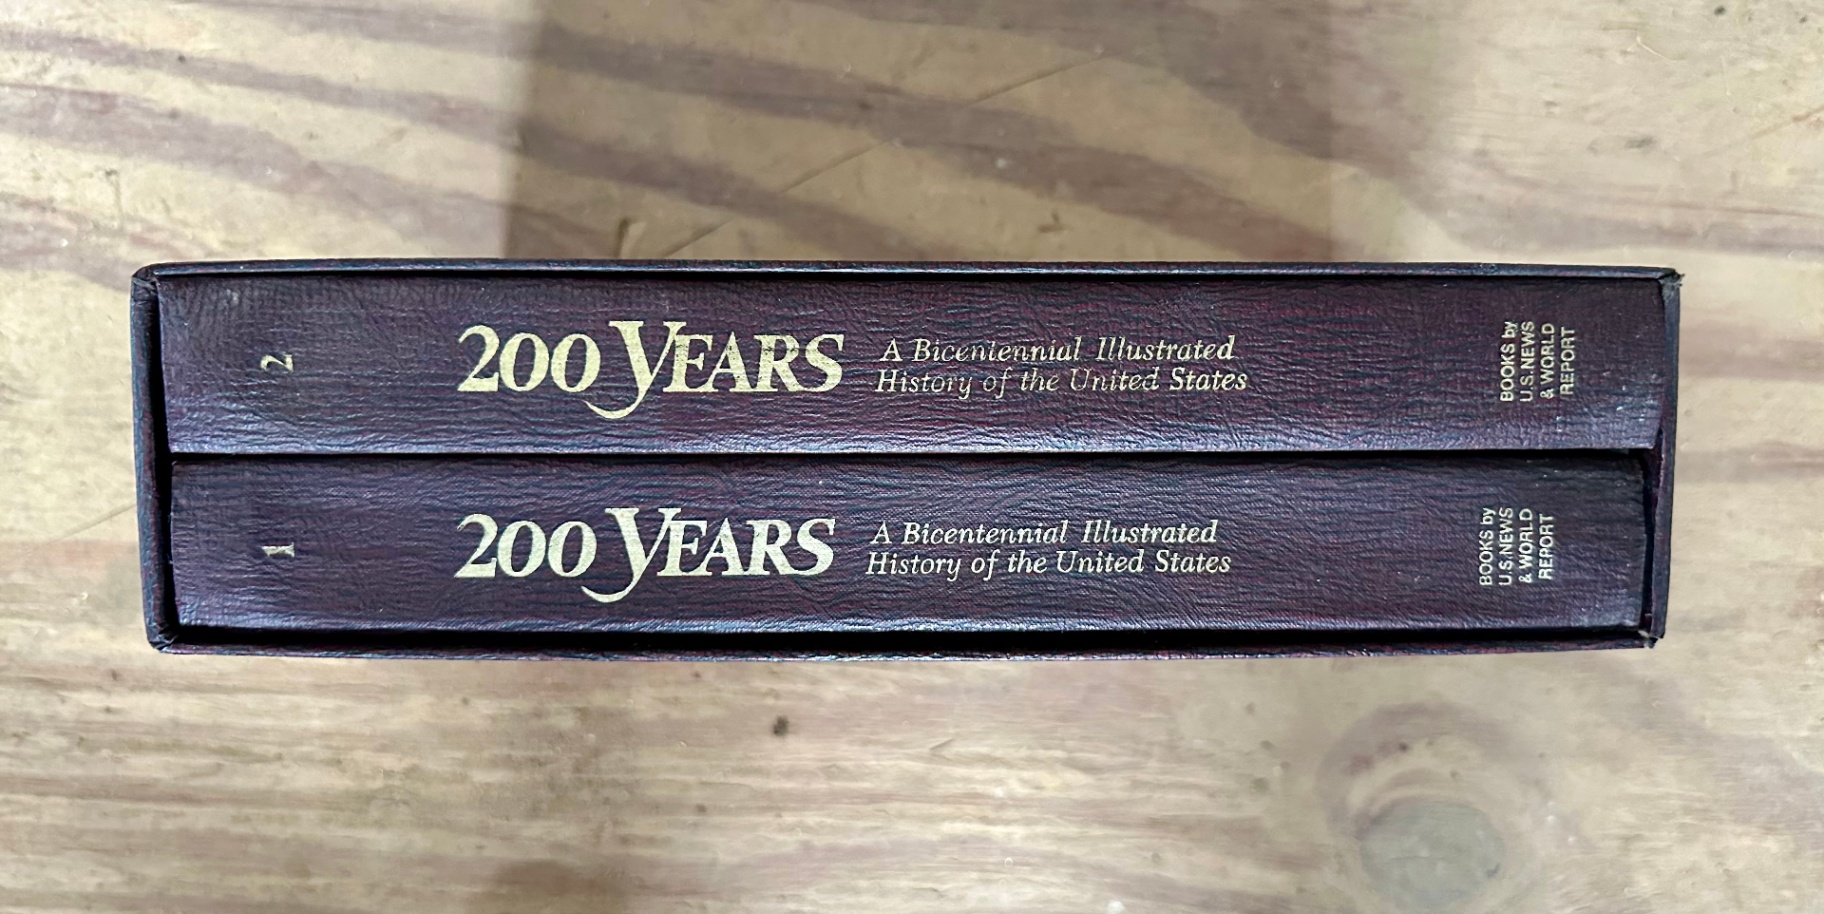 2
200 YEARS
A Bicentennial Illustrated
History of the United States
BOOKS by
U.S.NEWS
& WORLD
REPORT
1
200 YEARS
A Bicentennial Illustrated
History of the United States
BOOKS by
U.S.NEWS
& WORLD
REPORT